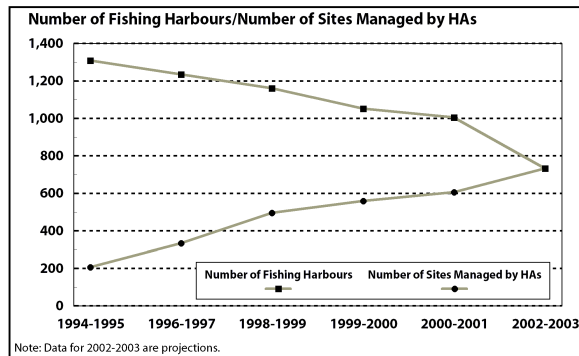 Number of Fishing Harbours/Number of Sites Managed by HAs
1,400
1,200
1,000
800
600
400
200
0
Number of Fishing Harbours Number of Sites Managed by HAs
1994-1995 1996-1997 1998-1999 1999-2000 2000-2001 2002-2003
Note: Data for 2002-2003 are projections.